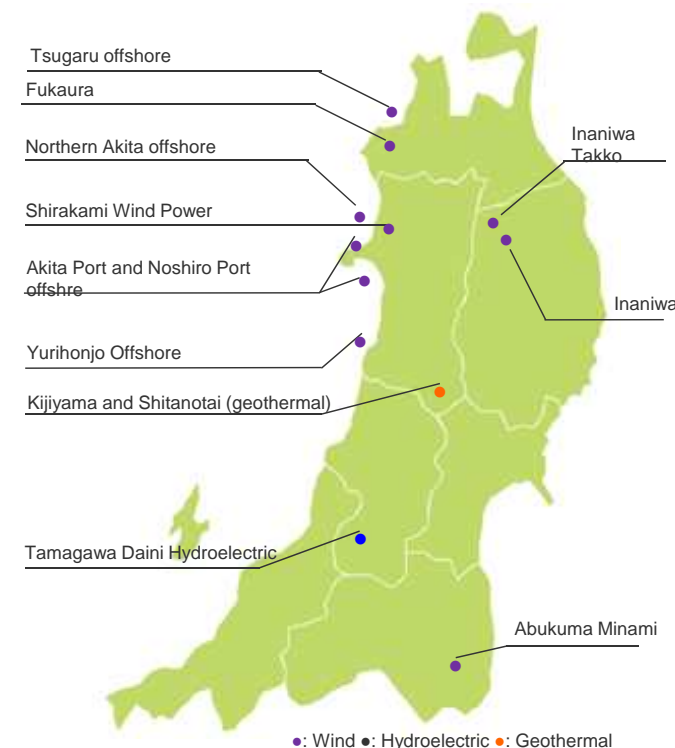 Tsugaru offshore
Fukaura
Northern Akita offshore
Inaniwa
Takko
Shirakami Wind Power
Akita Port and Noshiro Port
offshre
Inaniwa
Yurihonjo Offshore
Kijiyama and Shitanotai (geothermal)
Tamagawa Daini Hydroelectric
Abukuma Minami
●: Wind ●: Hydroelectric ●: Geothermal